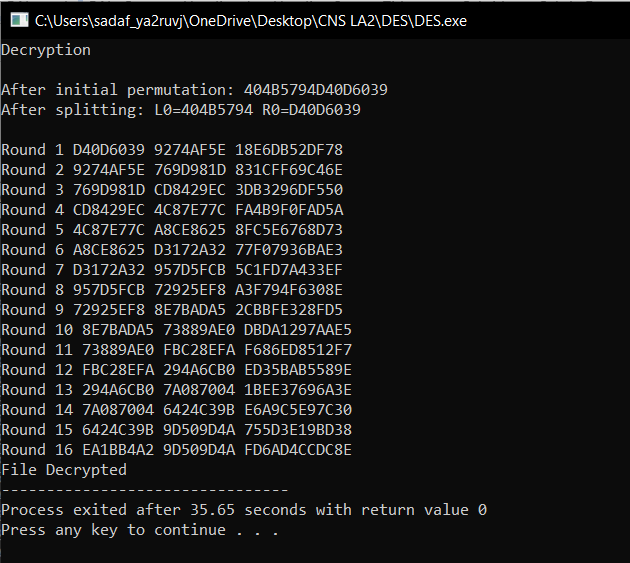 C:\Users\sadaf_ya2ruvj\OneDrive\Desktop\CNS LA2\DES\DES.exe
Decryption
After initial permutation: 404B5794D40D6039
After splitting: L0=404B5794 R0=D40D6039
Round 1 D40D6039 9274AF5E 18E6DB52DF78
Round 2 9274AF5E 769D981D 831CFF69C46E
Round 3 769D981D CD8429EC 3DB3296DF550
Round 4 CD8429EC 4C87E77C FA4B9F0FAD5A
Round 5 4C87E77C A8CE8625 8FC5E6768D73
Round 6 A8CE8625 D3172A32 77F07936BAE3
Round 7 D3172A32 957D5FCB 5C1FD7A433EF
Round 8 957D5FCB 72925EF8 A3F794F6308E
Round 9 72925EF8 8E7BADA5 2CBBFE328FD5
Round 10 8E7BADA5 73889AE0 DBDA1297AAE5
Round 11 73889AE0 FBC28EFA F686ED8512F7
Round 12 FBC28EFA 294A6CB0 ED35BAB5589E
Round 13 294A6CB0 7A087004 1BEE37696A3E
Round 14 7A087004 6424C39B E6A9C5E97C30
Round 15 6424C39B 9D509D4A 755D3E19BD38
Round 16 EA1BB4A2 9D509D4A FD6AD4CCDC8E
File Decrypted
--------------------------------
Process exited after 35.65 seconds with return value 0
Press any key to continue . . .